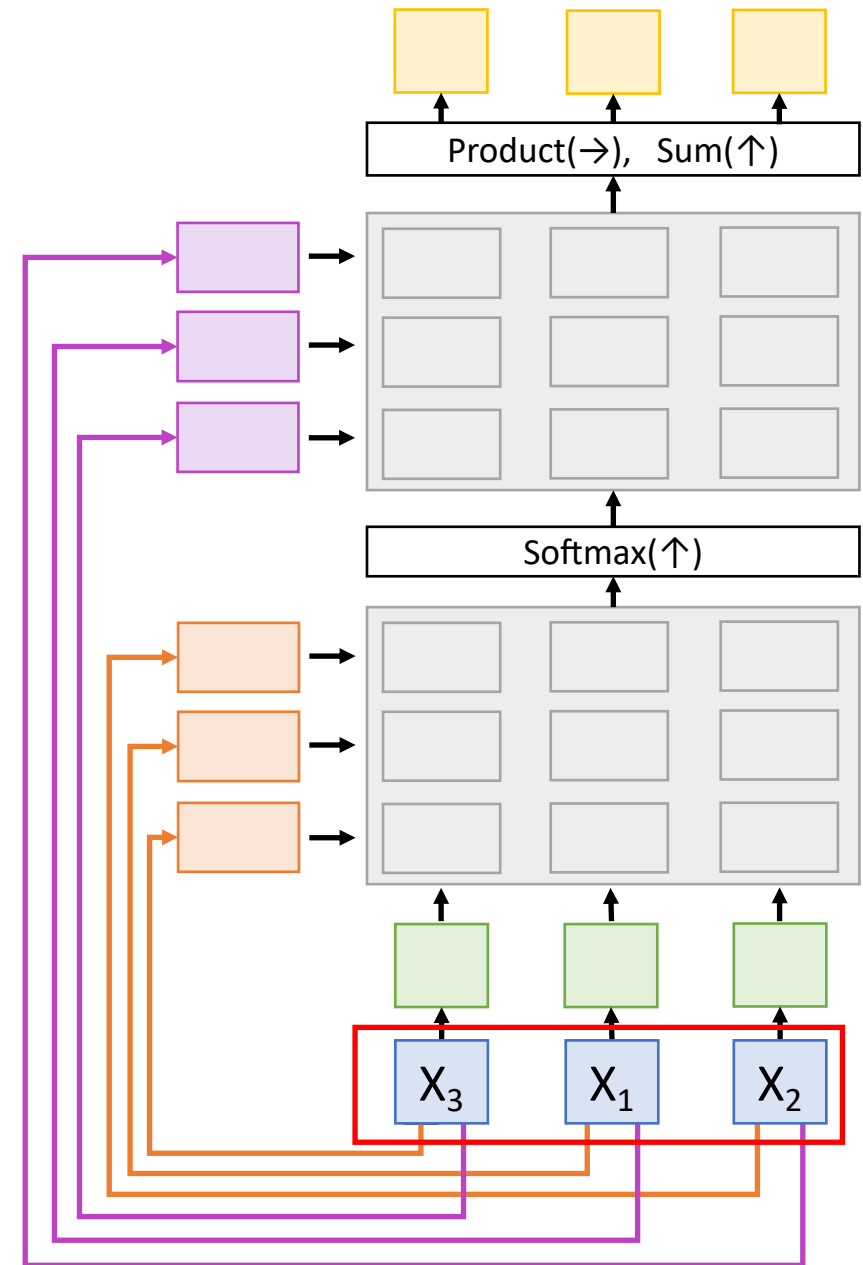 Product(→), Sum(↑)
Softmax(↑)
X₃ X₁ X₂